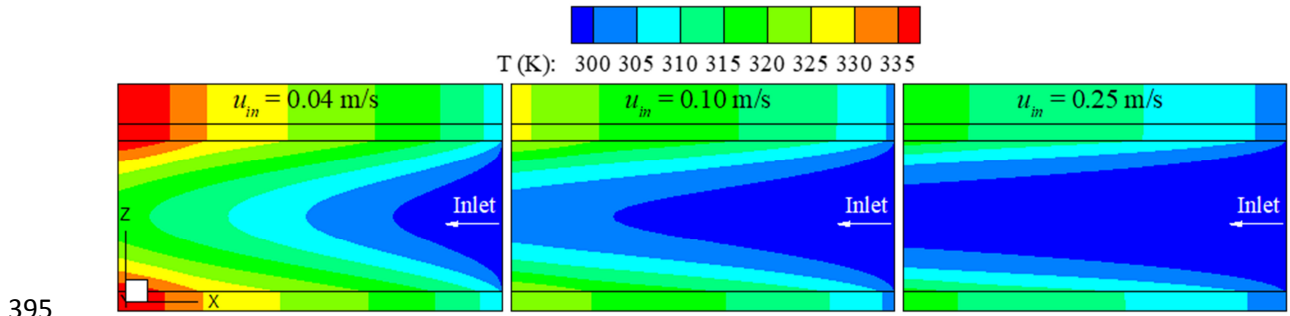 T (K): 300 305 310 315 320 325 330 335
u_in = 0.04 m/s
u_in = 0.10 m/s
u_in = 0.25 m/s
Inlet
Inlet
Inlet
Z
Y X
395